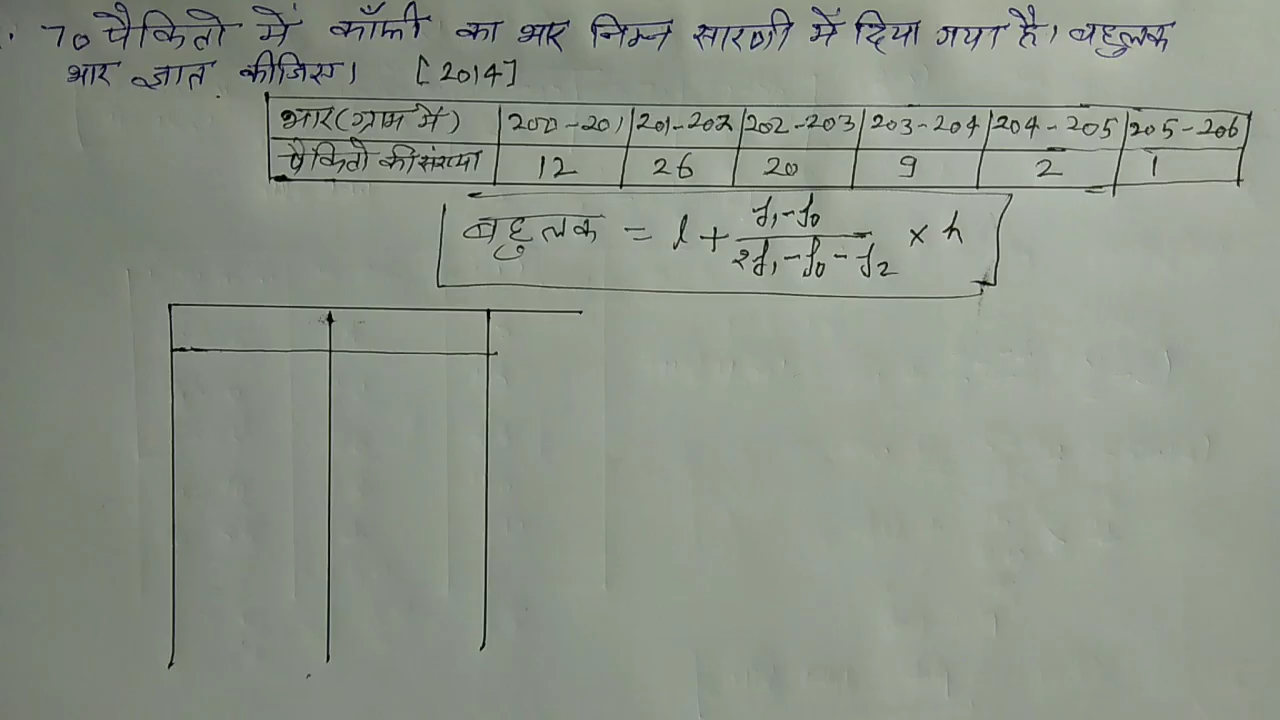 70 पैकितो में कॉफी का भार निम्न सारणी में दिया गया है। बहुलक
भार ज्ञात कीजिए। [2014]
भार(ग्राम में) 200-201 201-202 202-203 203-204 204-205 205-206
पैकितो की संख्या 12 26 20 9 2 1
बहुलक = l + (f₁-f₀)/(2f₁-f₀-f₂) × h